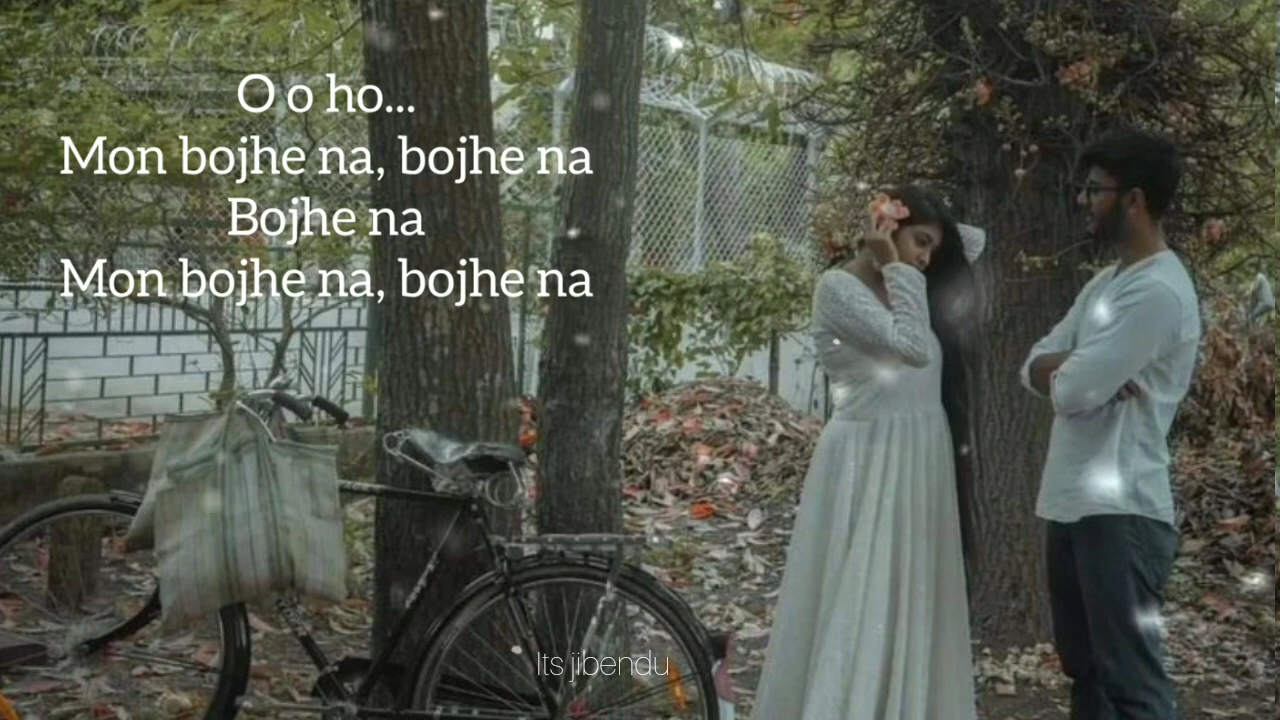 O o ho...
Mon bojhe na, bojhe na
Bojhe na
Mon bojhe na, bojhe na
Its jibendu